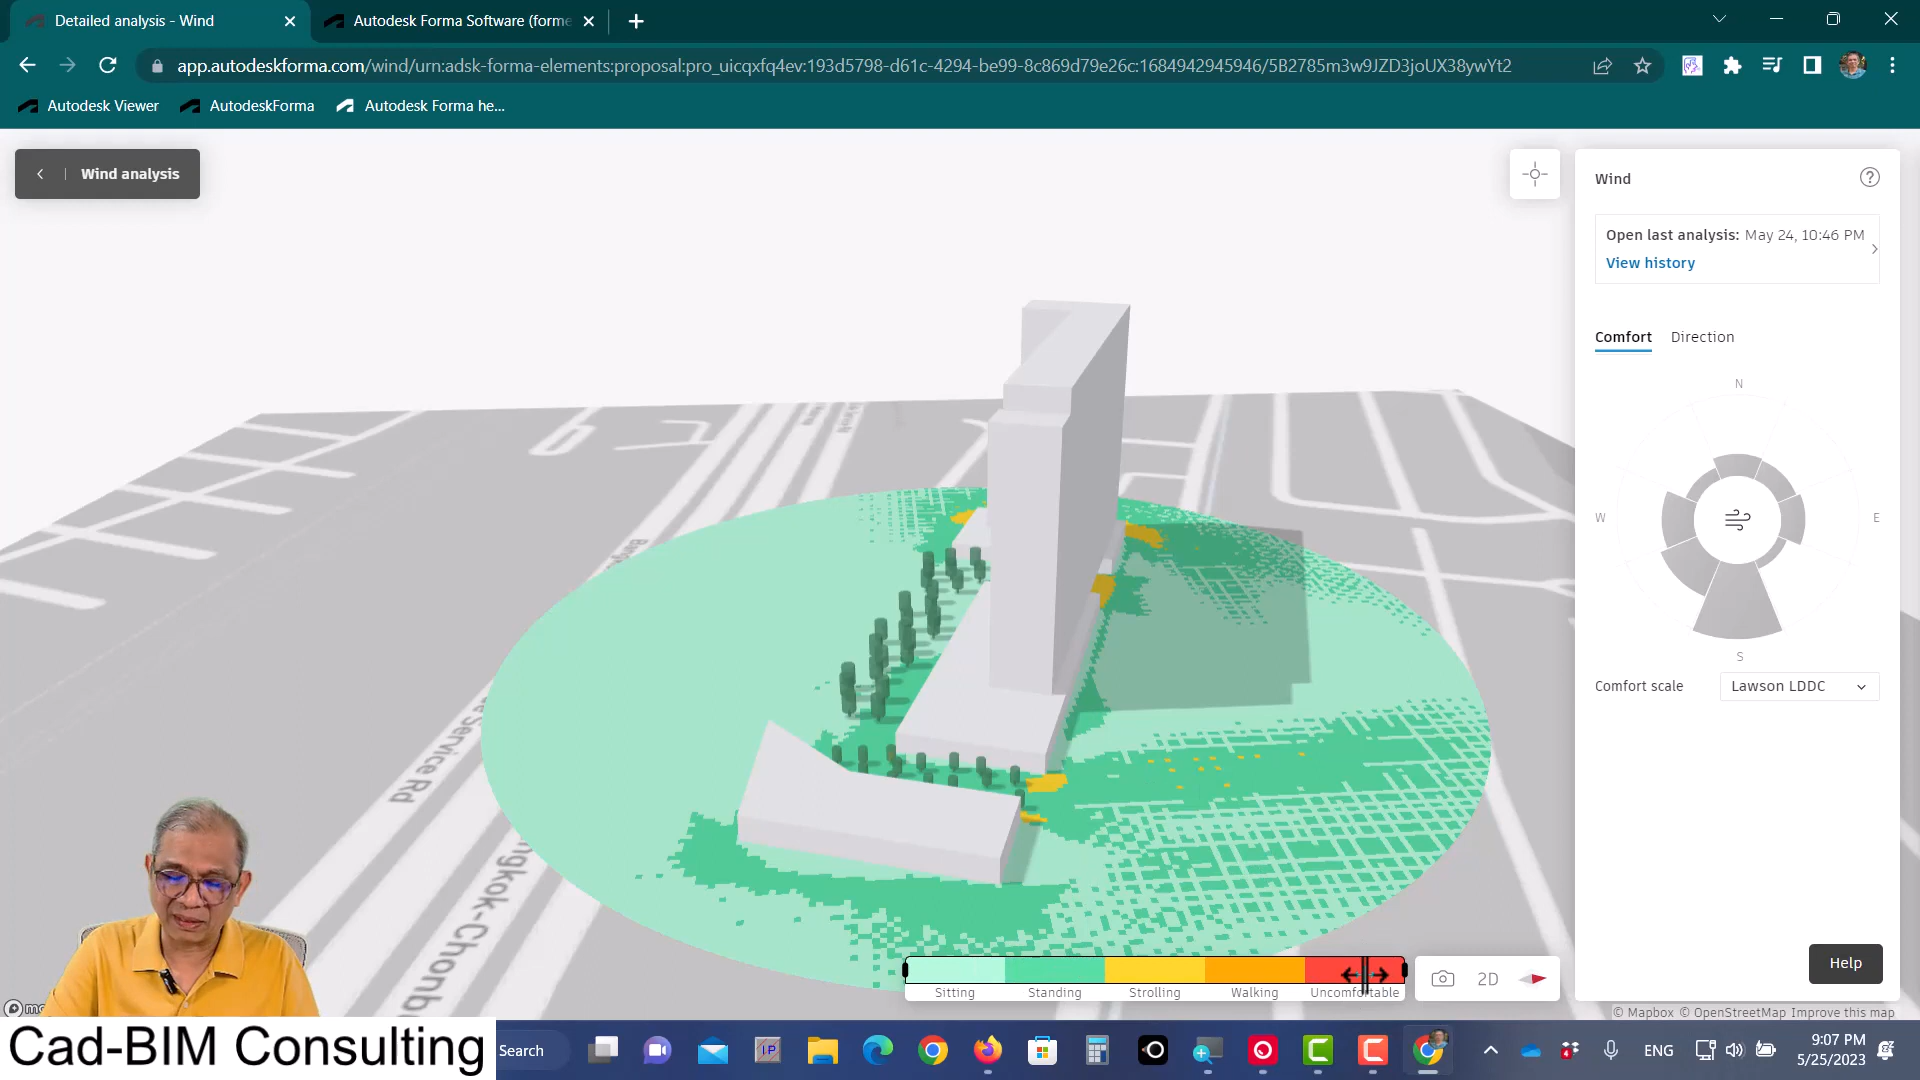 Detailed analysis - Wind
Autodesk Forma Software (forme
app.autodeskforma.com/wind/urn:adsk-forma-elements:proposal:pro_uicqxfq4ev:193d5798-d61c-4294-be99-8c869d79e26c:1684942945946/5B2785m3w9JZD3joUX38ywYt2
Autodesk Viewer
AutodeskForma
Autodesk Forma he...
Wind analysis
Wind
Open last analysis: May 24, 10:46 PM
View history
Comfort
Direction
N
W
E
S
Comfort scale
Lawson LDDC
Service Rd
ngkok-Chonb
Sitting
Standing
Strolling
Walking
Uncomfortable
2D
Help
© Mapbox © OpenStreetMap Improve this map
Cad-BIM Consulting
Search
IP
ENG
9:07 PM
5/25/2023